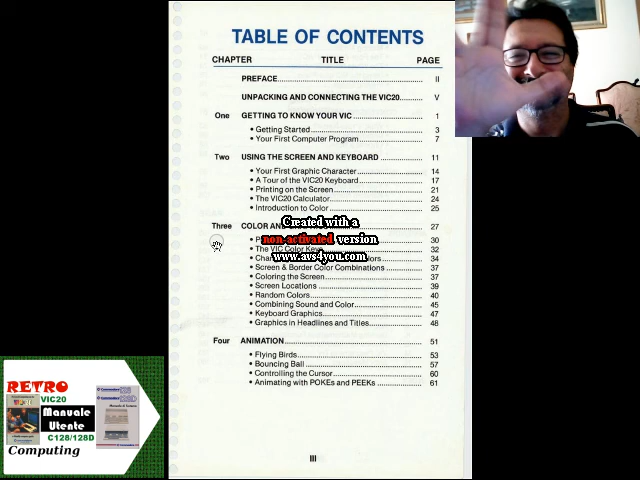 TABLE OF CONTENTS
CHAPTER TITLE PAGE
PREFACE II
UNPACKING AND CONNECTING THE VIC20 V
One GETTING TO KNOW YOUR VIC 1
• Getting Started 3
• Your First Computer Program 7
Two USING THE SCREEN AND KEYBOARD 11
• Your First Graphic Character 14
• A Tour of the VIC20 Keyboard 17
• Printing on the Screen 21
• The VIC20 Calculator 24
• Introduction to Color 25
Three COLOR AND 27
Created with a
non-activated version
www.avs4you.com
• 30
• The VIC Color Keys 32
• 34
• Screen & Border Color Combinations 37
• Coloring the Screen 37
• Screen Locations 39
• Random Colors 40
• Combining Sound and Color 45
• Keyboard Graphics 47
• Graphics in Headlines and Titles 48
Four ANIMATION 51
• Flying Birds 53
• Bouncing Ball 57
• Controlling the Cursor 60
• Animating with POKEs and PEEKs 61
III
RETRO
VIC20
Manuale
Utente
C128/128D
Computing